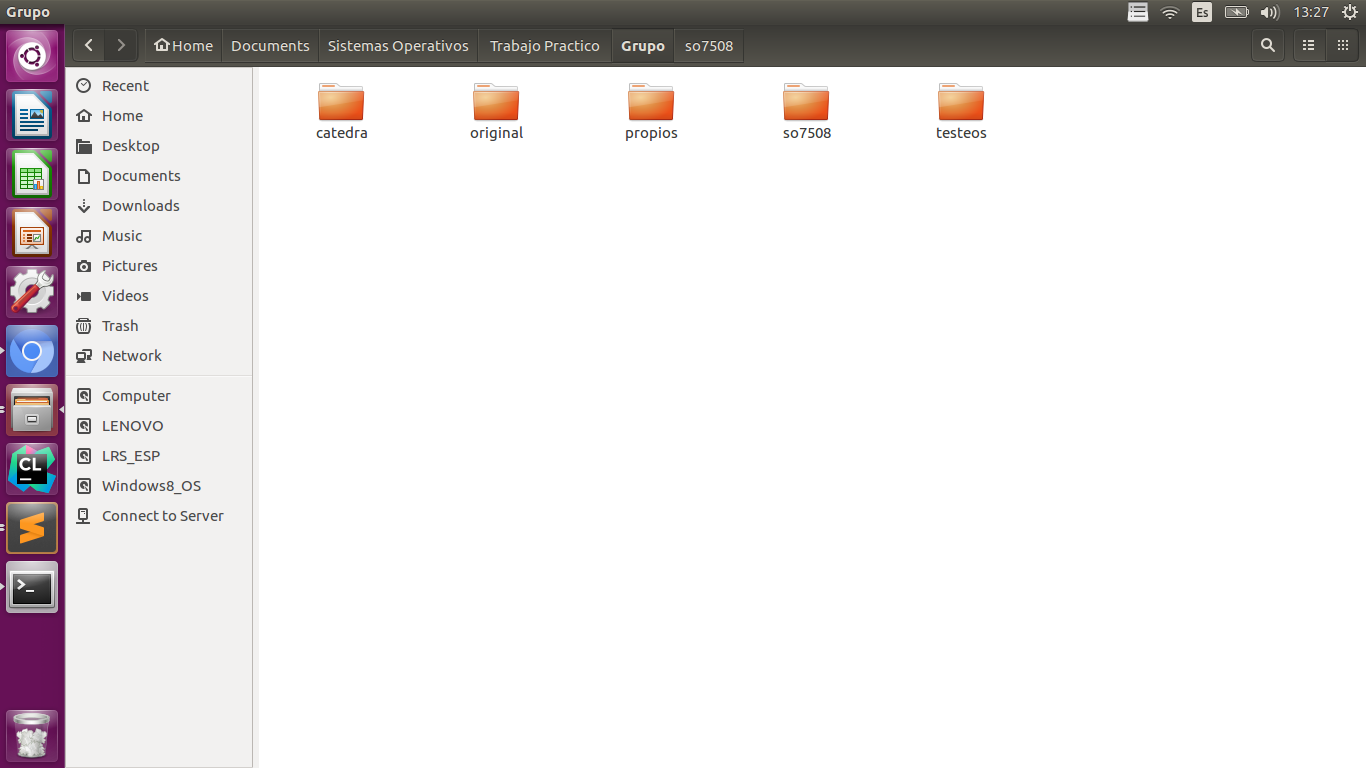 Grupo
Es
13:27
Home Documents Sistemas Operativos Trabajo Practico Grupo so7508
Recent
Home
Desktop
Documents
Downloads
Music
Pictures
Videos
Trash
Network
Computer
LENOVO
LRS_ESP
Windows8_OS
Connect to Server
catedra original propios so7508 testeos
CL
>_